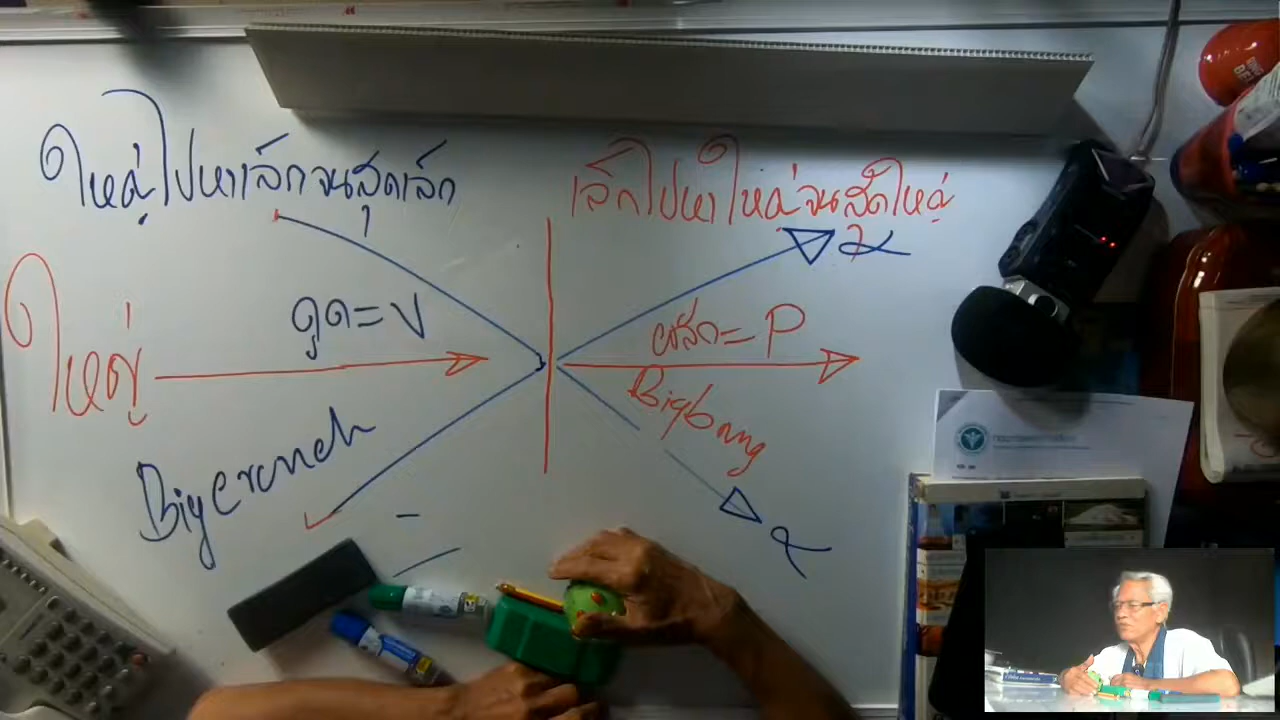 ใหญ่ไปหาเล็กจนสุดเล็ก
เล็กไปหาใหญ่จนสุดใหญ่
ใหญ่
ดูด=V
ผลัก=P
Bigbang
Bigcrunch
α
α